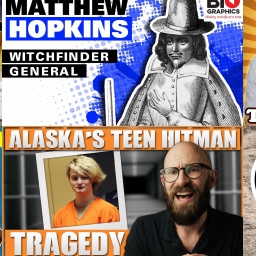 MATTHEW
HOPKINS
WITCHFINDER
GENERAL
BIO
GRAPHICS
ALASKA'S TEEN HITMAN
TRAGEDY